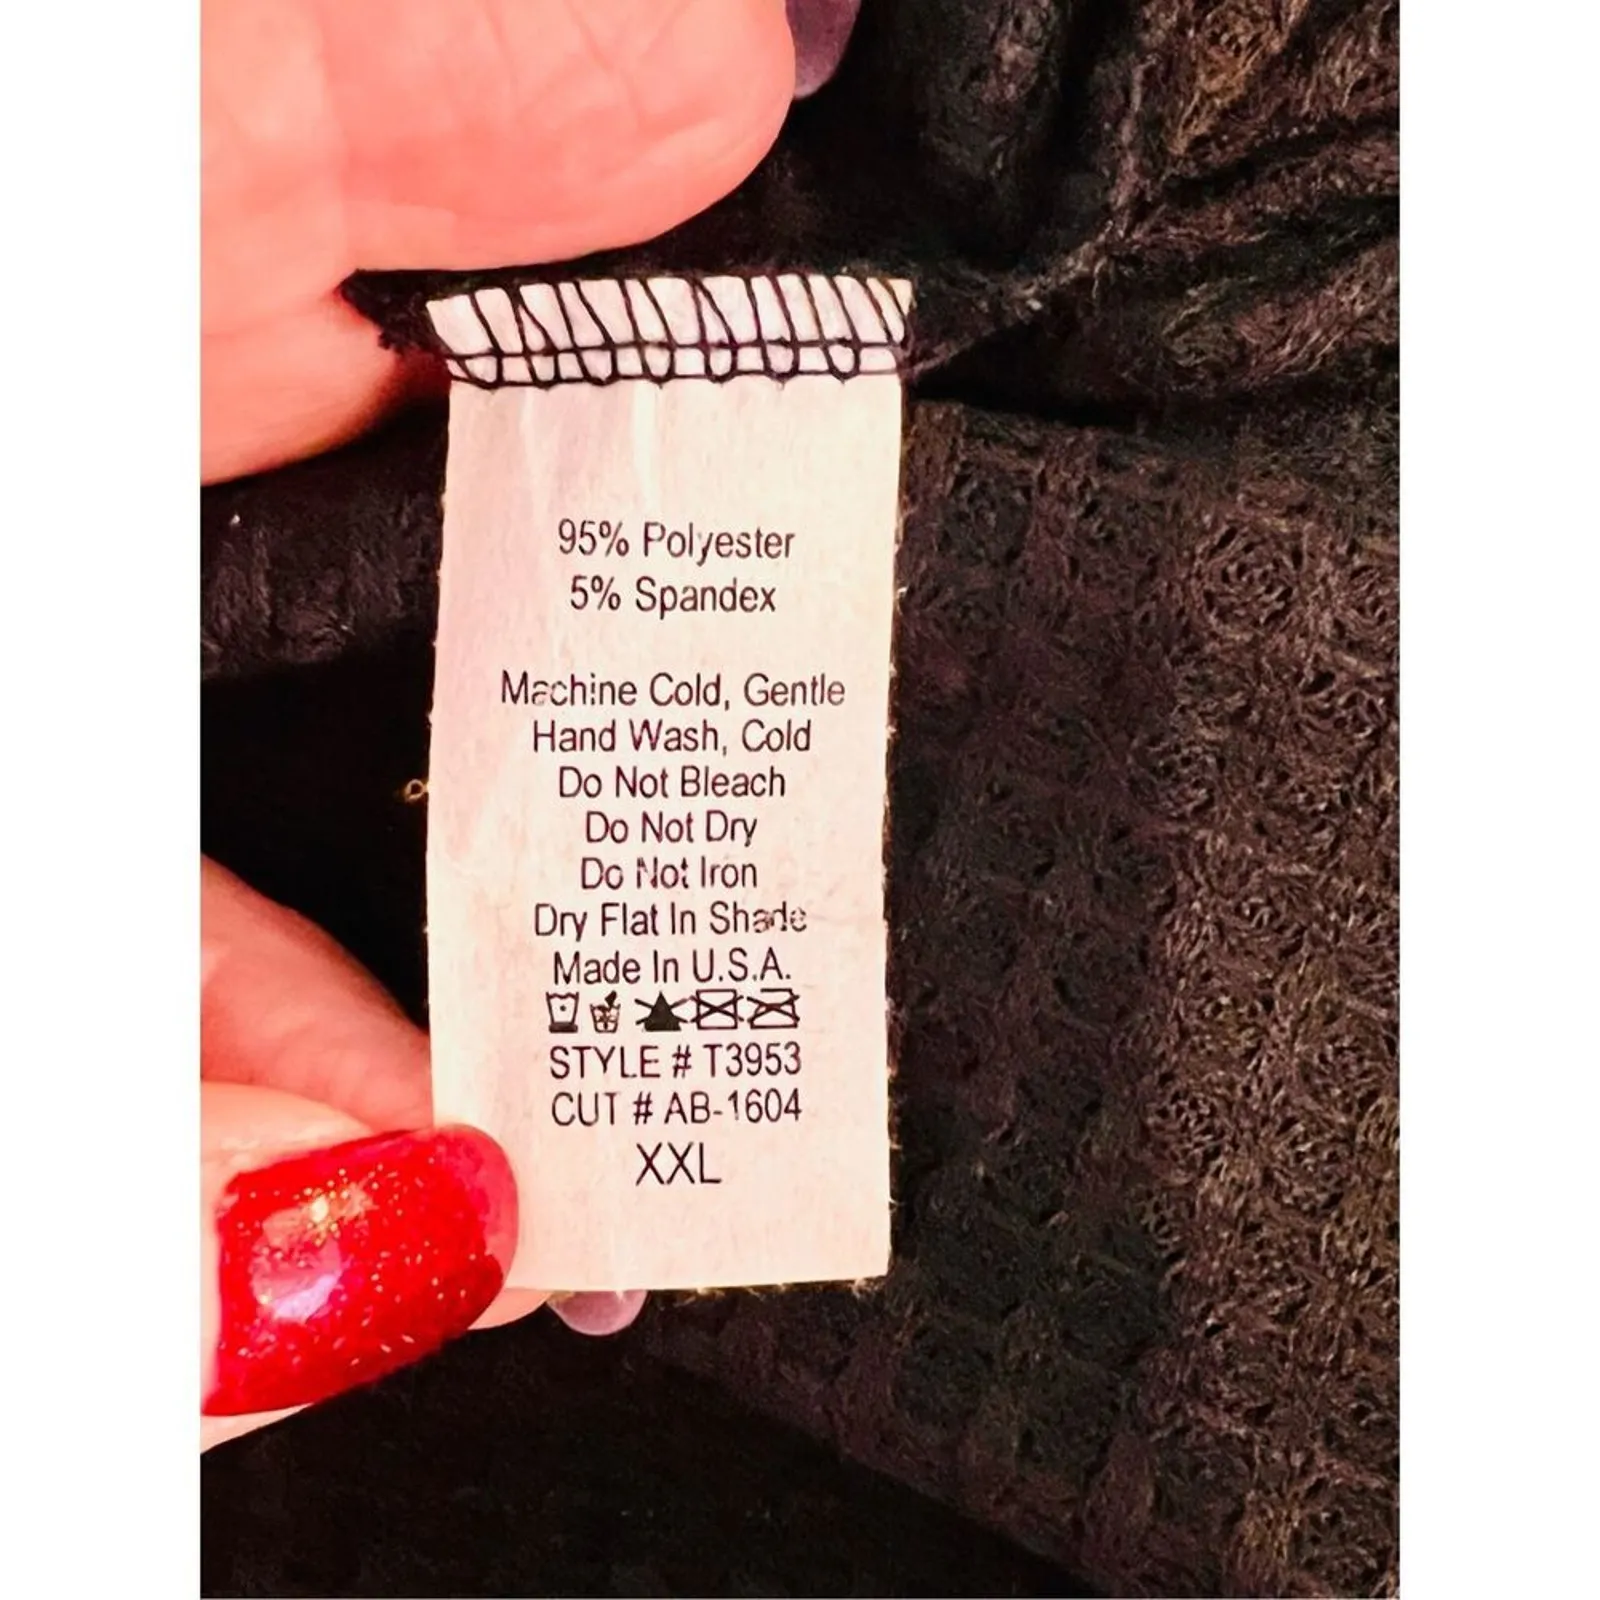 95% Polyester
5% Spandex
Machine Cold, Gentle
Hand Wash, Cold
Do Not Bleach
Do Not Dry
Do Not Iron
Dry Flat In Shade
Made In U.S.A.
STYLE # T3953
CUT # AB-1604
XXL